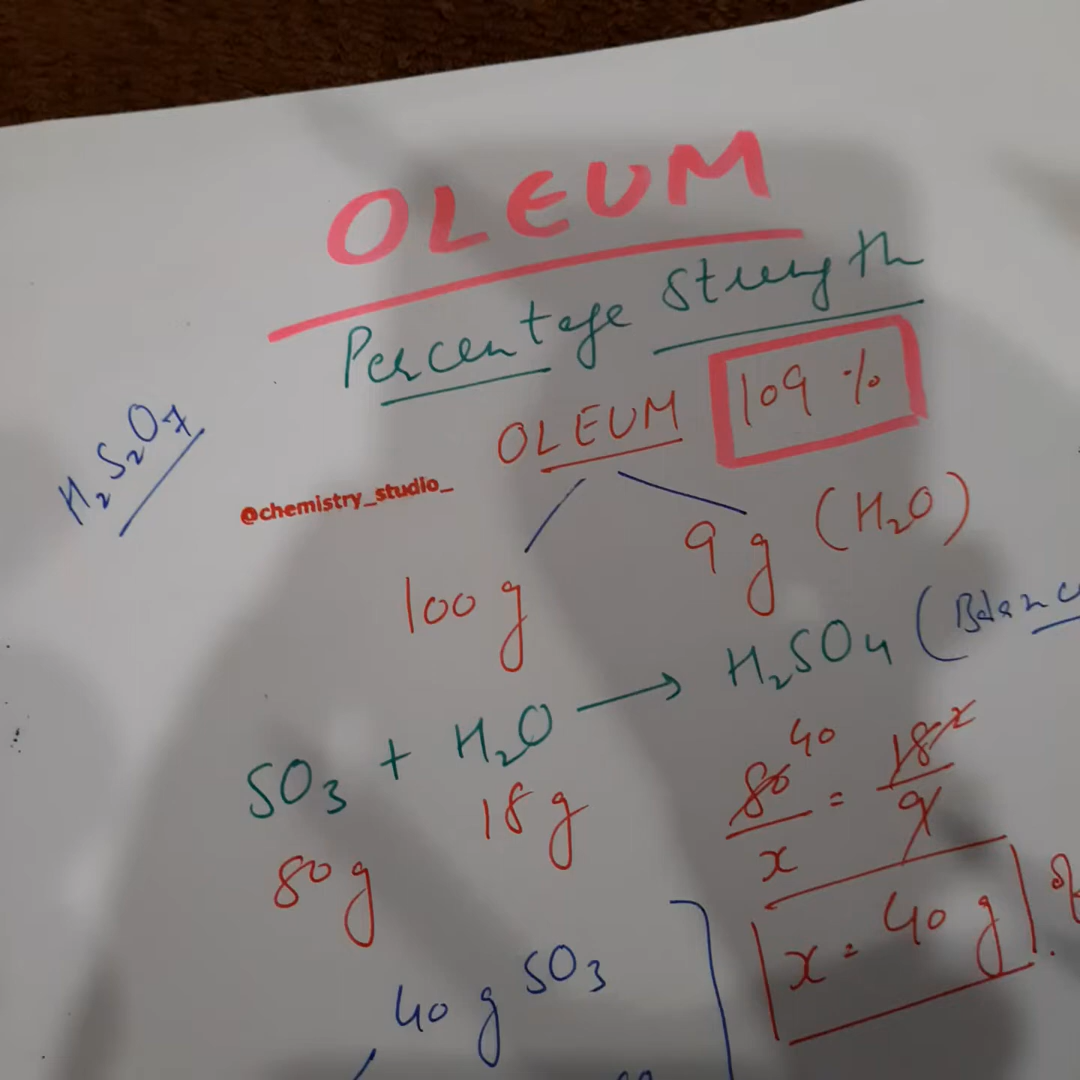 OLEUM
Percentage Strength
OLEUM 109 %
H₂S₂O₇
@chemistry_studio_
100 g
9 g (H₂O)
SO₃ + H₂O → H₂SO₄
80 g
18 g
80 40 / x = 18 2 / 9
x = 40 g
40 g SO₃